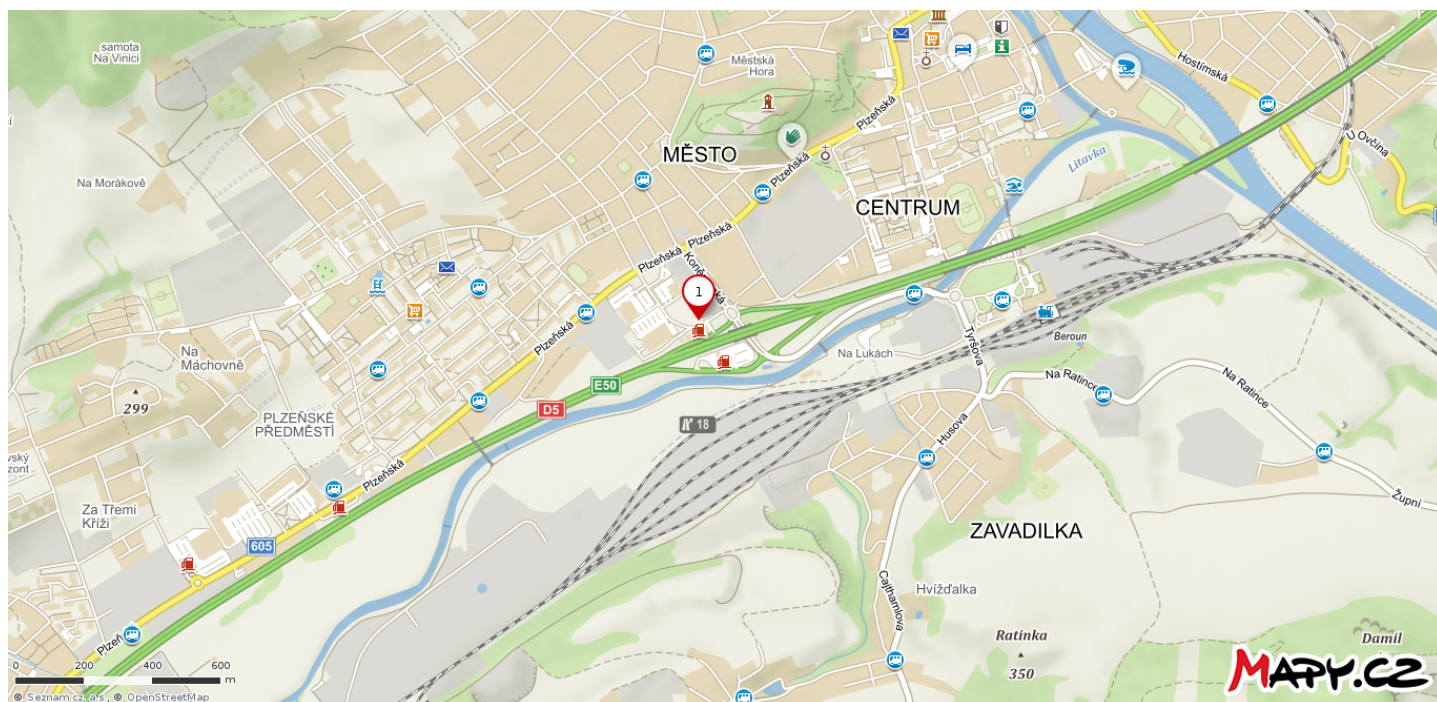 samota
Na Vinici
Městská
Hora
Hostímská
Plzeňská
MĚSTO
Plzeňská
Litavka
Ovčína
Na Morákově
CENTRUM
Plzeňská
Plzeňská
1
Plzeňská
Na
Máchovně
Na Lukách
Tyršova
Beroun
299
E50
D5
Na Ratince
Na Ratince
PLZEŇSKÉ
PŘEDMĚSTÍ
18
Husova
Plzeňská
Župní
Za Třemi
Kříži
ZAVADILKA
605
Cajthamlova
Hvížďalka
Ratinka
350
Damil
0 200 400 600
m
MAPY.CZ
© Seznam.cz, a.s., © OpenStreetMap